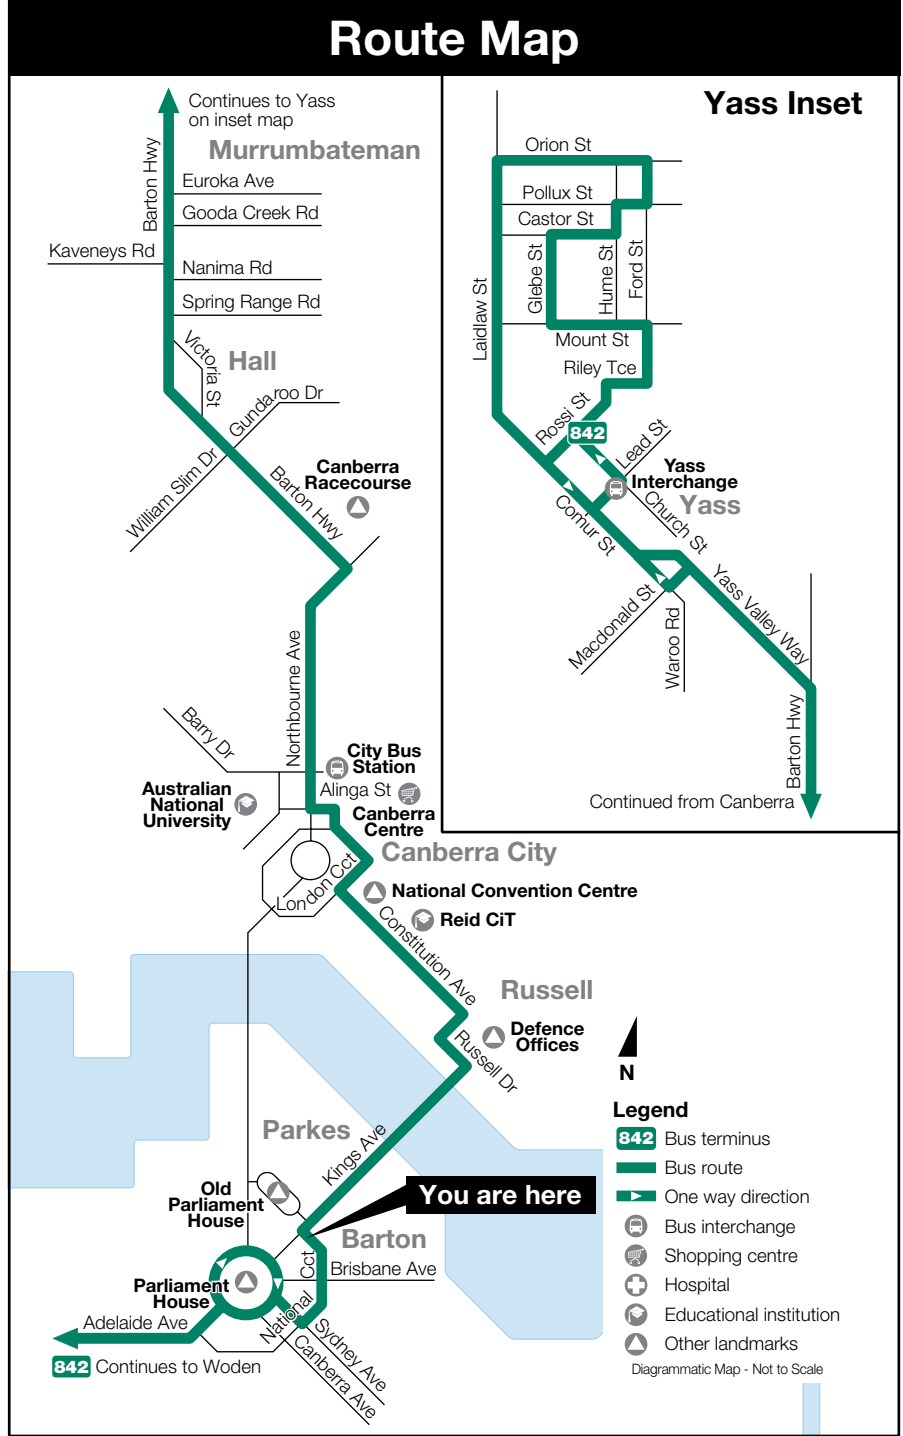 Route Map
Continues to Yass
on inset map
Murrumbateman
Barton Hwy
Euroka Ave
Gooda Creek Rd
Kaveneys Rd
Nanima Rd
Spring Range Rd
Victoria St
Hall
Gundaroo Dr
William Slim Dr
Barton Hwy
Canberra
Racecourse
Northbourne Ave
Barry Dr
City Bus
Station
Australian
National
University
Alinga St
Canberra
Centre
Canberra City
London Cct
National Convention Centre
Reid CiT
Constitution Ave
Russell
Defence
Offices
Russell Dr
Parkes
Kings Ave
Old
Parliament
House
You are here
Barton
National Cct
Brisbane Ave
Parliament
House
Adelaide Ave
Sydney Ave
Canberra Ave
842 Continues to Woden
Yass Inset
Orion St
Pollux St
Castor St
Glebe St
Hume St
Ford St
Laidlaw St
Mount St
Riley Tce
Rossi St
842
Lead St
Yass
Interchange
Yass
Church St
Comur St
Macdonald St
Waroo Rd
Yass Valley Way
Barton Hwy
Continued from Canberra
N
Legend
842 Bus terminus
Bus route
One way direction
Bus interchange
Shopping centre
Hospital
Educational institution
Other landmarks
Diagrammatic Map - Not to Scale